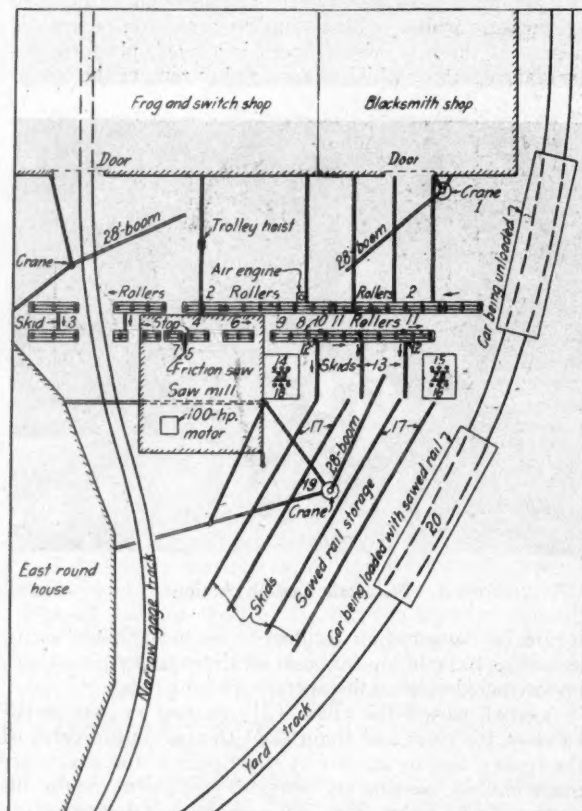 Frog and switch shop
Blacksmith shop
Door
Door
Crane
1
28'-boom
28'-boom
Trolley hoist
Crane
Car being unloaded
Air engine
Rollers
2 Rollers
Rollers 2
Skid 3
Stop 4 6 9 8 10 11 Rollers 11
7 5
12
12
Friction saw
Saw mill
14
18
Skids 13
15
16
100-hp.
motor
17
17
28'-boom
19
Crane
Skids
Sawed rail storage
Car being loaded with sawed rail
20
East round
house
Narrow gage track
Yard track